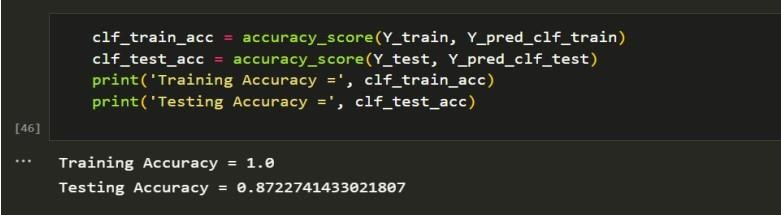 clf_train_acc = accuracy_score(Y_train, Y_pred_clf_train)
clf_test_acc = accuracy_score(Y_test, Y_pred_clf_test)
print('Training Accuracy =', clf_train_acc)
print('Testing Accuracy =', clf_test_acc)
[46]
... Training Accuracy = 1.0
Testing Accuracy = 0.8722741433021807